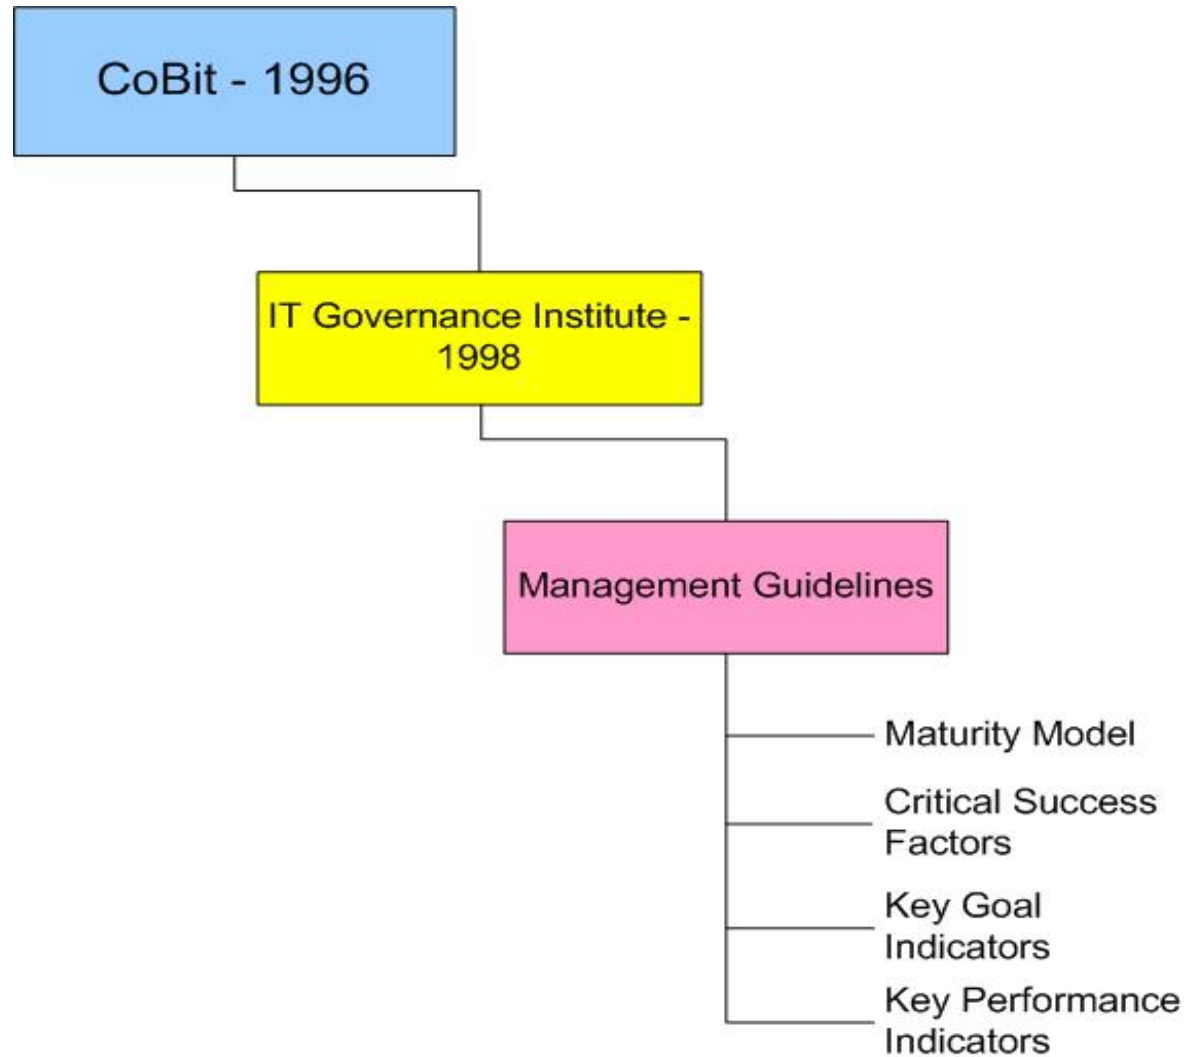 CoBit - 1996
IT Governance Institute -
1998
Management Guidelines
Maturity Model
Critical Success
Factors
Key Goal
Indicators
Key Performance
Indicators